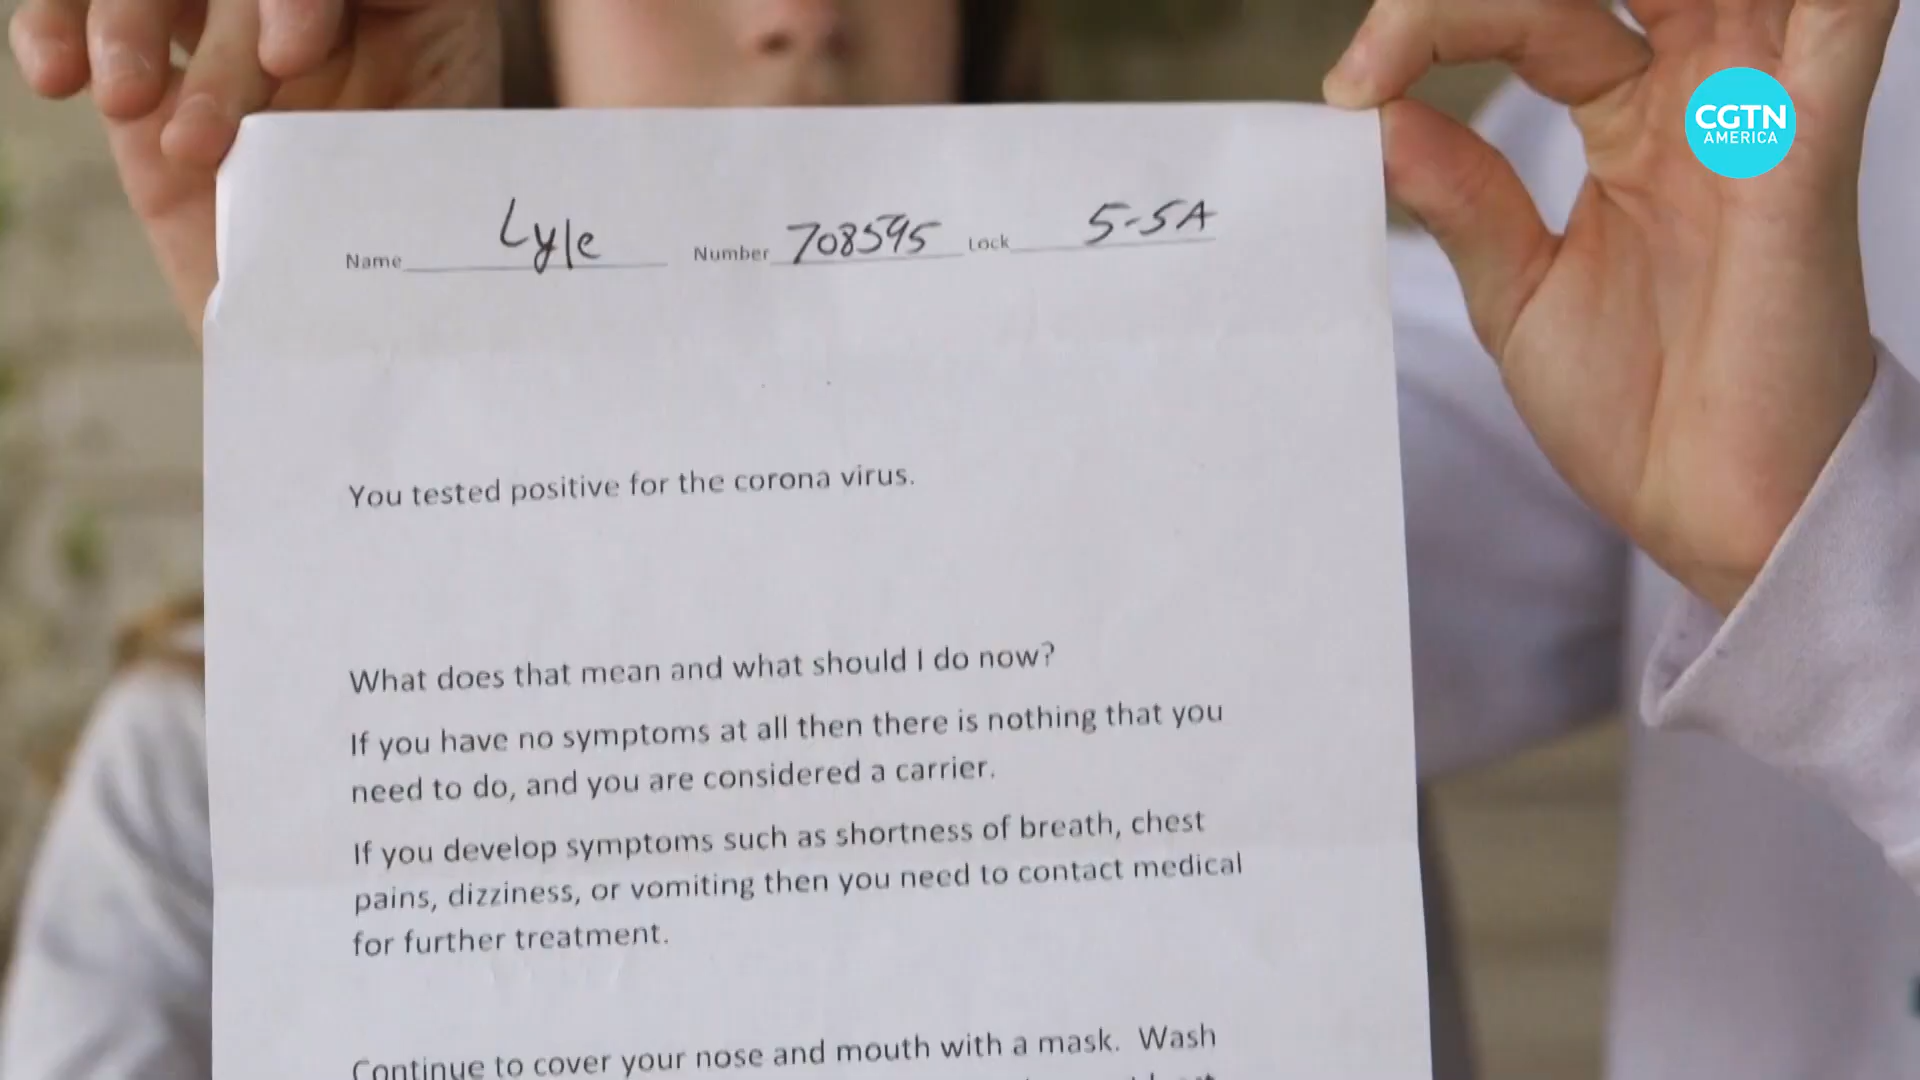 CGTN
AMERICA
Name Lyle Number 708595 Lock 5-5A
You tested positive for the corona virus.
What does that mean and what should I do now?
If you have no symptoms at all then there is nothing that you
need to do, and you are considered a carrier.
If you develop symptoms such as shortness of breath, chest
pains, dizziness, or vomiting then you need to contact medical
for further treatment.
Continue to cover your nose and mouth with a mask. Wash